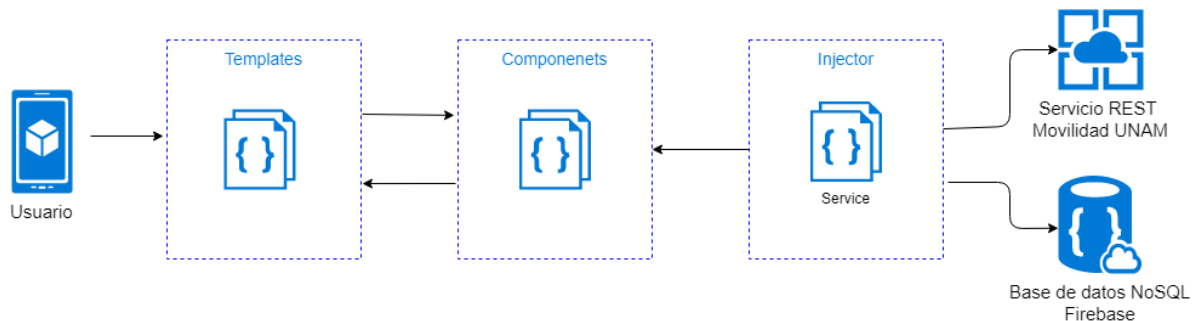 Templates
Componenets
Injector
Servicio REST
Movilidad UNAM
Usuario
{ }
{ }
{ }
Service
{ }
Base de datos NoSQL
Firebase